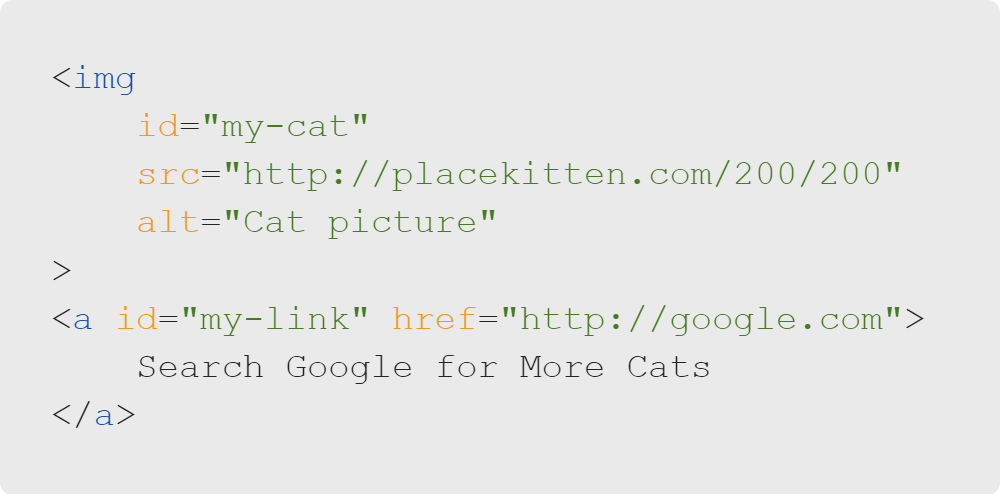 <img
    id="my-cat"
    src="http://placekitten.com/200/200"
    alt="Cat picture"
>
<a id="my-link" href="http://google.com">
    Search Google for More Cats
</a>